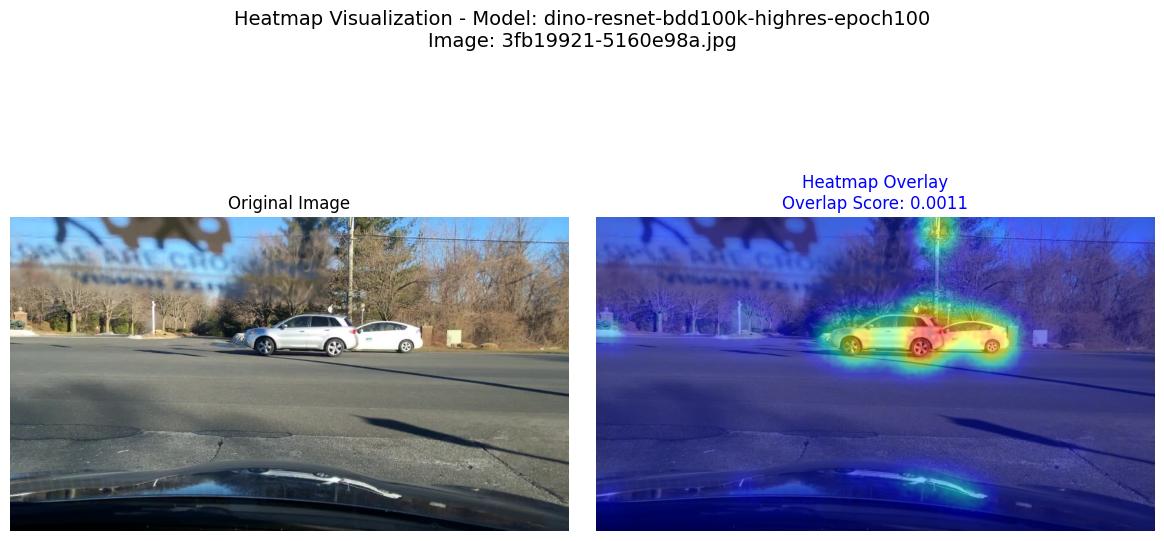 Heatmap Visualization - Model: dino-resnet-bdd100k-highres-epoch100
Image: 3fb19921-5160e98a.jpg
Original Image
Heatmap Overlay
Overlap Score: 0.0011